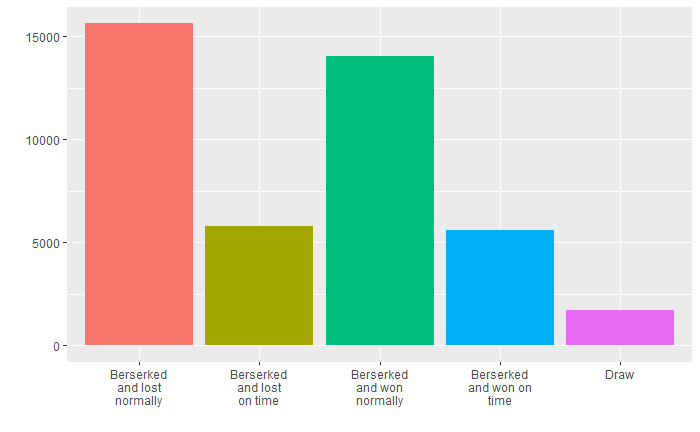 15000
10000
5000
0
Berserked
and lost
normally
Berserked
and lost
on time
Berserked
and won
normally
Berserked
and won on
time
Draw